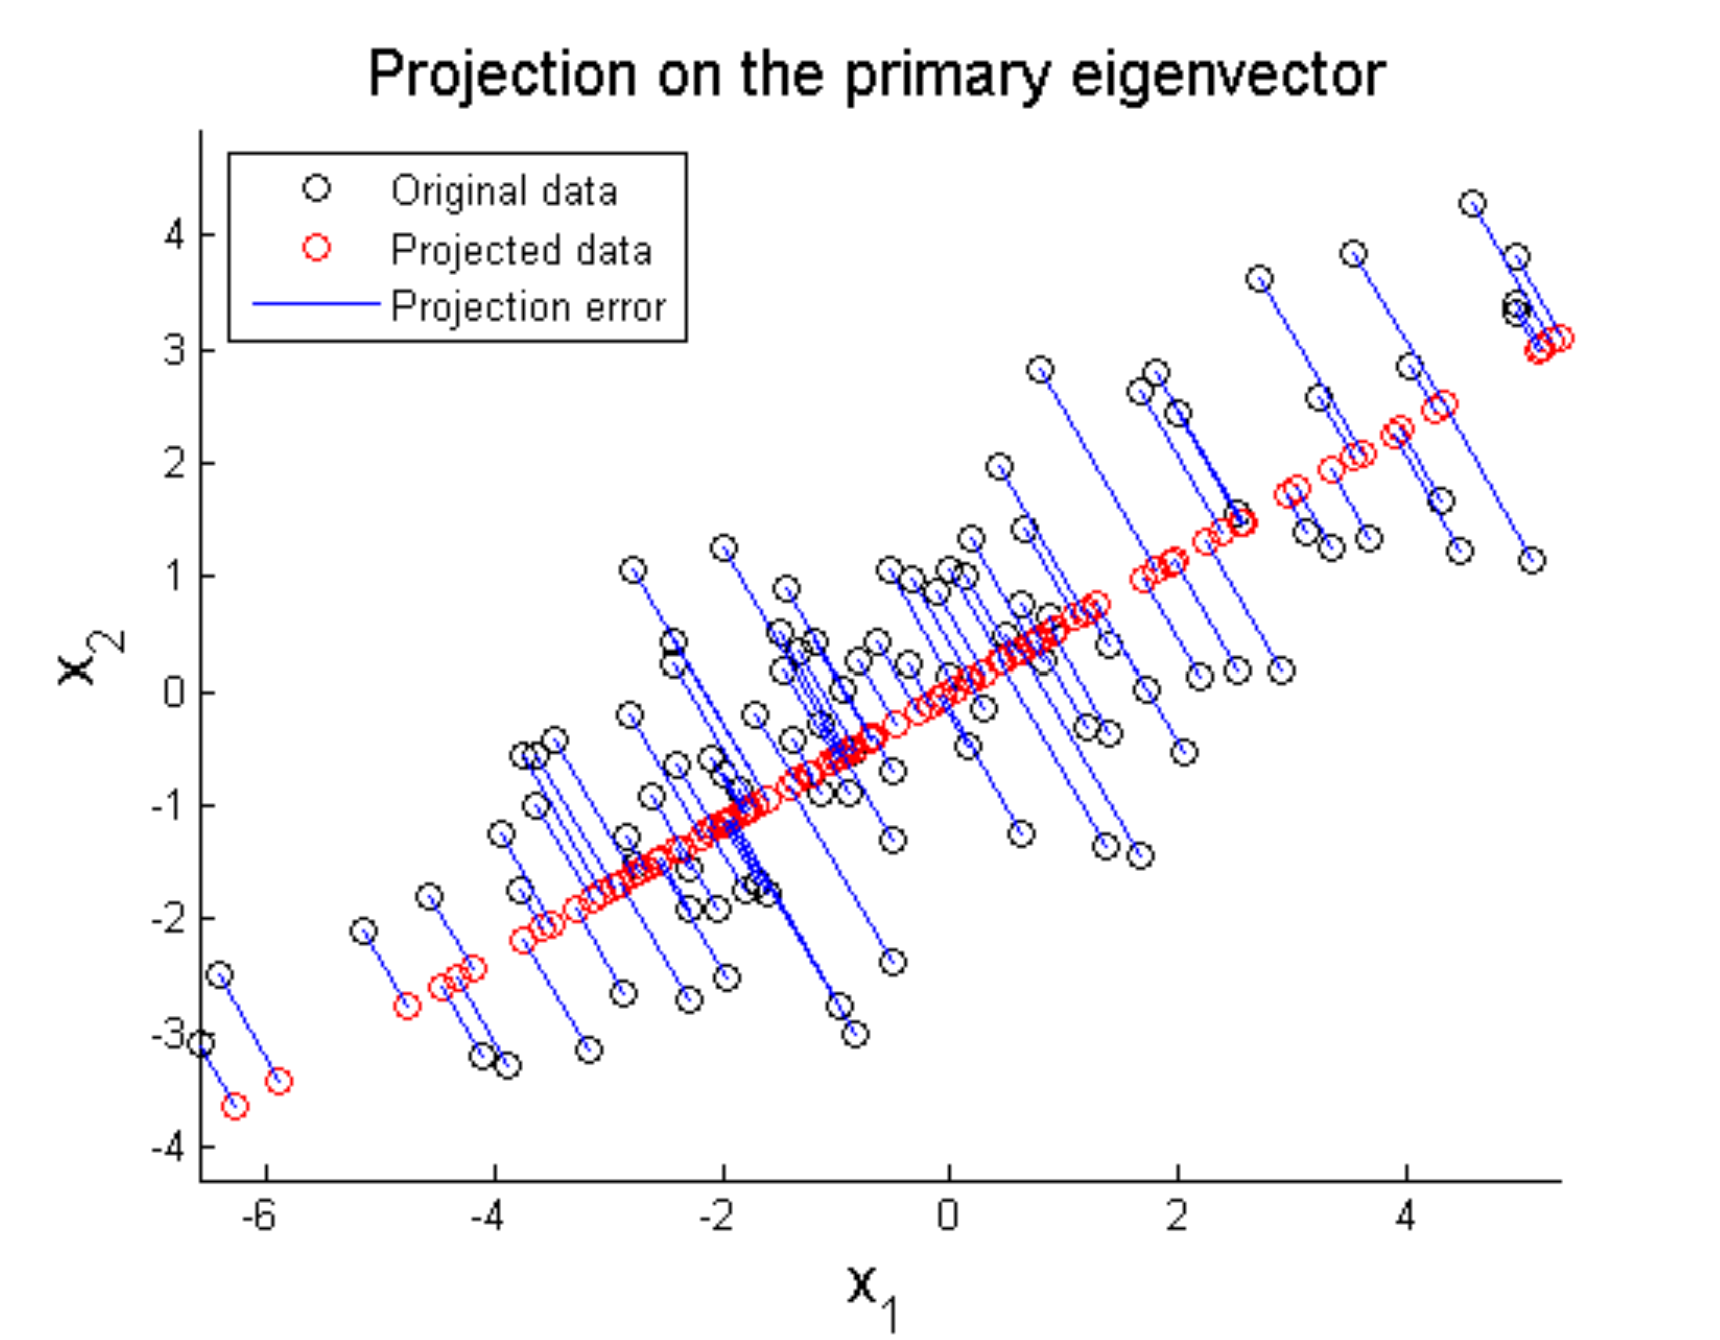 Projection on the primary eigenvector
Original data
Projected data
Projection error
4
3
2
1
0
-1
-2
-3
-4
x₂
-6 -4 -2 0 2 4
x₁